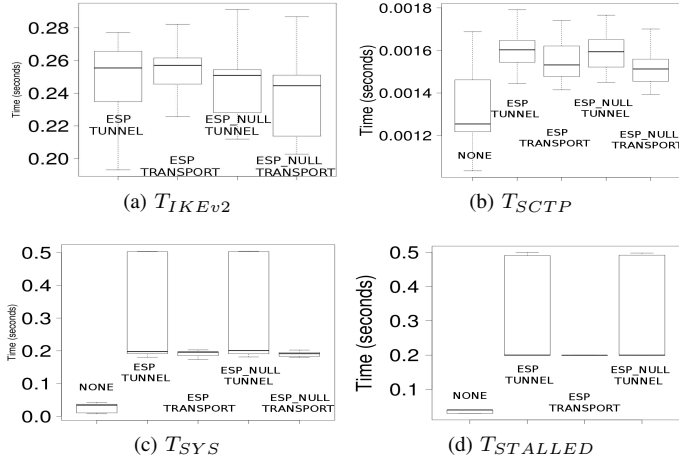 0.28
0.26
0.24
0.22
0.20
Time (seconds)
ESP
TUNNEL
ESP
TRANSPORT
ESP_NULL
TUNNEL
ESP_NULL
TRANSPORT
(a) T_IKEv2
0.0018
0.0016
0.0014
0.0012
Time (seconds)
NONE
ESP
TUNNEL
ESP
TRANSPORT
ESP_NULL
TUNNEL
ESP_NULL
TRANSPORT
(b) T_SCTP
0.5
0.4
0.3
0.2
0.1
0.0
Time (seconds)
NONE
ESP
TUNNEL
ESP
TRANSPORT
ESP_NULL
TUNNEL
ESP_NULL
TRANSPORT
(c) T_SYS
0.5
0.4
0.3
0.2
0.1
Time (seconds)
NONE
ESP
TUNNEL
ESP
TRANSPORT
ESP_NULL
TUNNEL
(d) T_STALLED